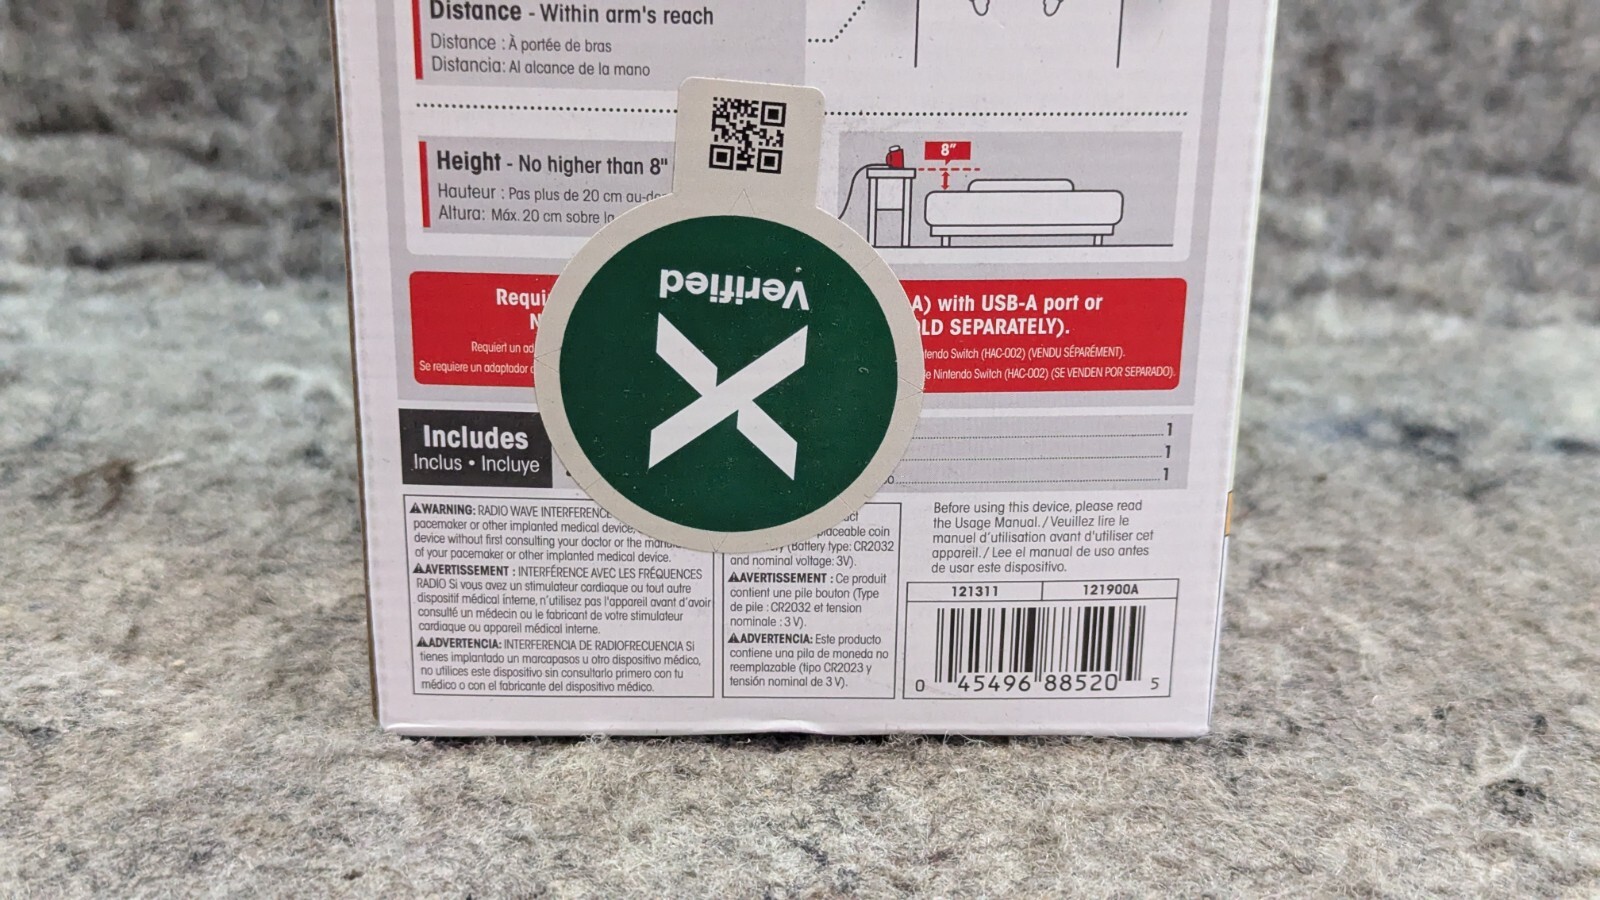 Distance - Within arm's reach
Distance : À portée de bras
Distancia: Al alcance de la mano
Height - No higher than 8"
Hauteur : Pas plus de 20 cm
Altura: Máx. 20 cm sobre
8"
Verified
A) with USB-A port or
SEPARATELY).
Requiert un
Switch (HAC-002) (VENDU SÉPARÉMENT).
Se requiere un adaptador
Nintendo Switch (HAC-002) (SE VENDEN POR SEPARADO).
Includes
Inclus • Incluye
1
1
1
WARNING: RADIO WAVE INTERFERENCE
pacemaker or other implanted medical device,
device without first consulting your doctor or the
of your pacemaker or other implanted medical device.
AVERTISSEMENT : INTERFÉRENCE AVEC LES FRÉQUENCES
RADIO Si vous avez un stimulateur cardiaque ou tout autre
dispositif médical interne, n'utilisez pas l'appareil avant d'avoir
consulté un médecin ou le fabricant de votre stimulateur
cardiaque ou appareil médical interne.
ADVERTENCIA: INTERFERENCIA DE RADIOFRECUENCIA Si
tienes implantado un marcapasos u otro dispositivo médico,
no utilices este dispositivo sin consultarlo primero con tu
médico o con el fabricante del dispositivo médico.
coin
(Battery type: CR2032
and nominal voltage: 3V).
AVERTISSEMENT : Ce produit
contient une pile bouton (Type
de pile : CR2032 et tension
nominale : 3 V).
ADVERTENCIA: Este producto
contiene una pila de moneda no
reemplazable (tipo CR2023 y
tensión nominal de 3 V).
Before using this device, please read
the Usage Manual. / Veuillez lire le
manuel d'utilisation avant d'utiliser cet
appareil. / Lee el manual de uso antes
de usar este dispositivo.
121311 121900A
0 45496 88520 5